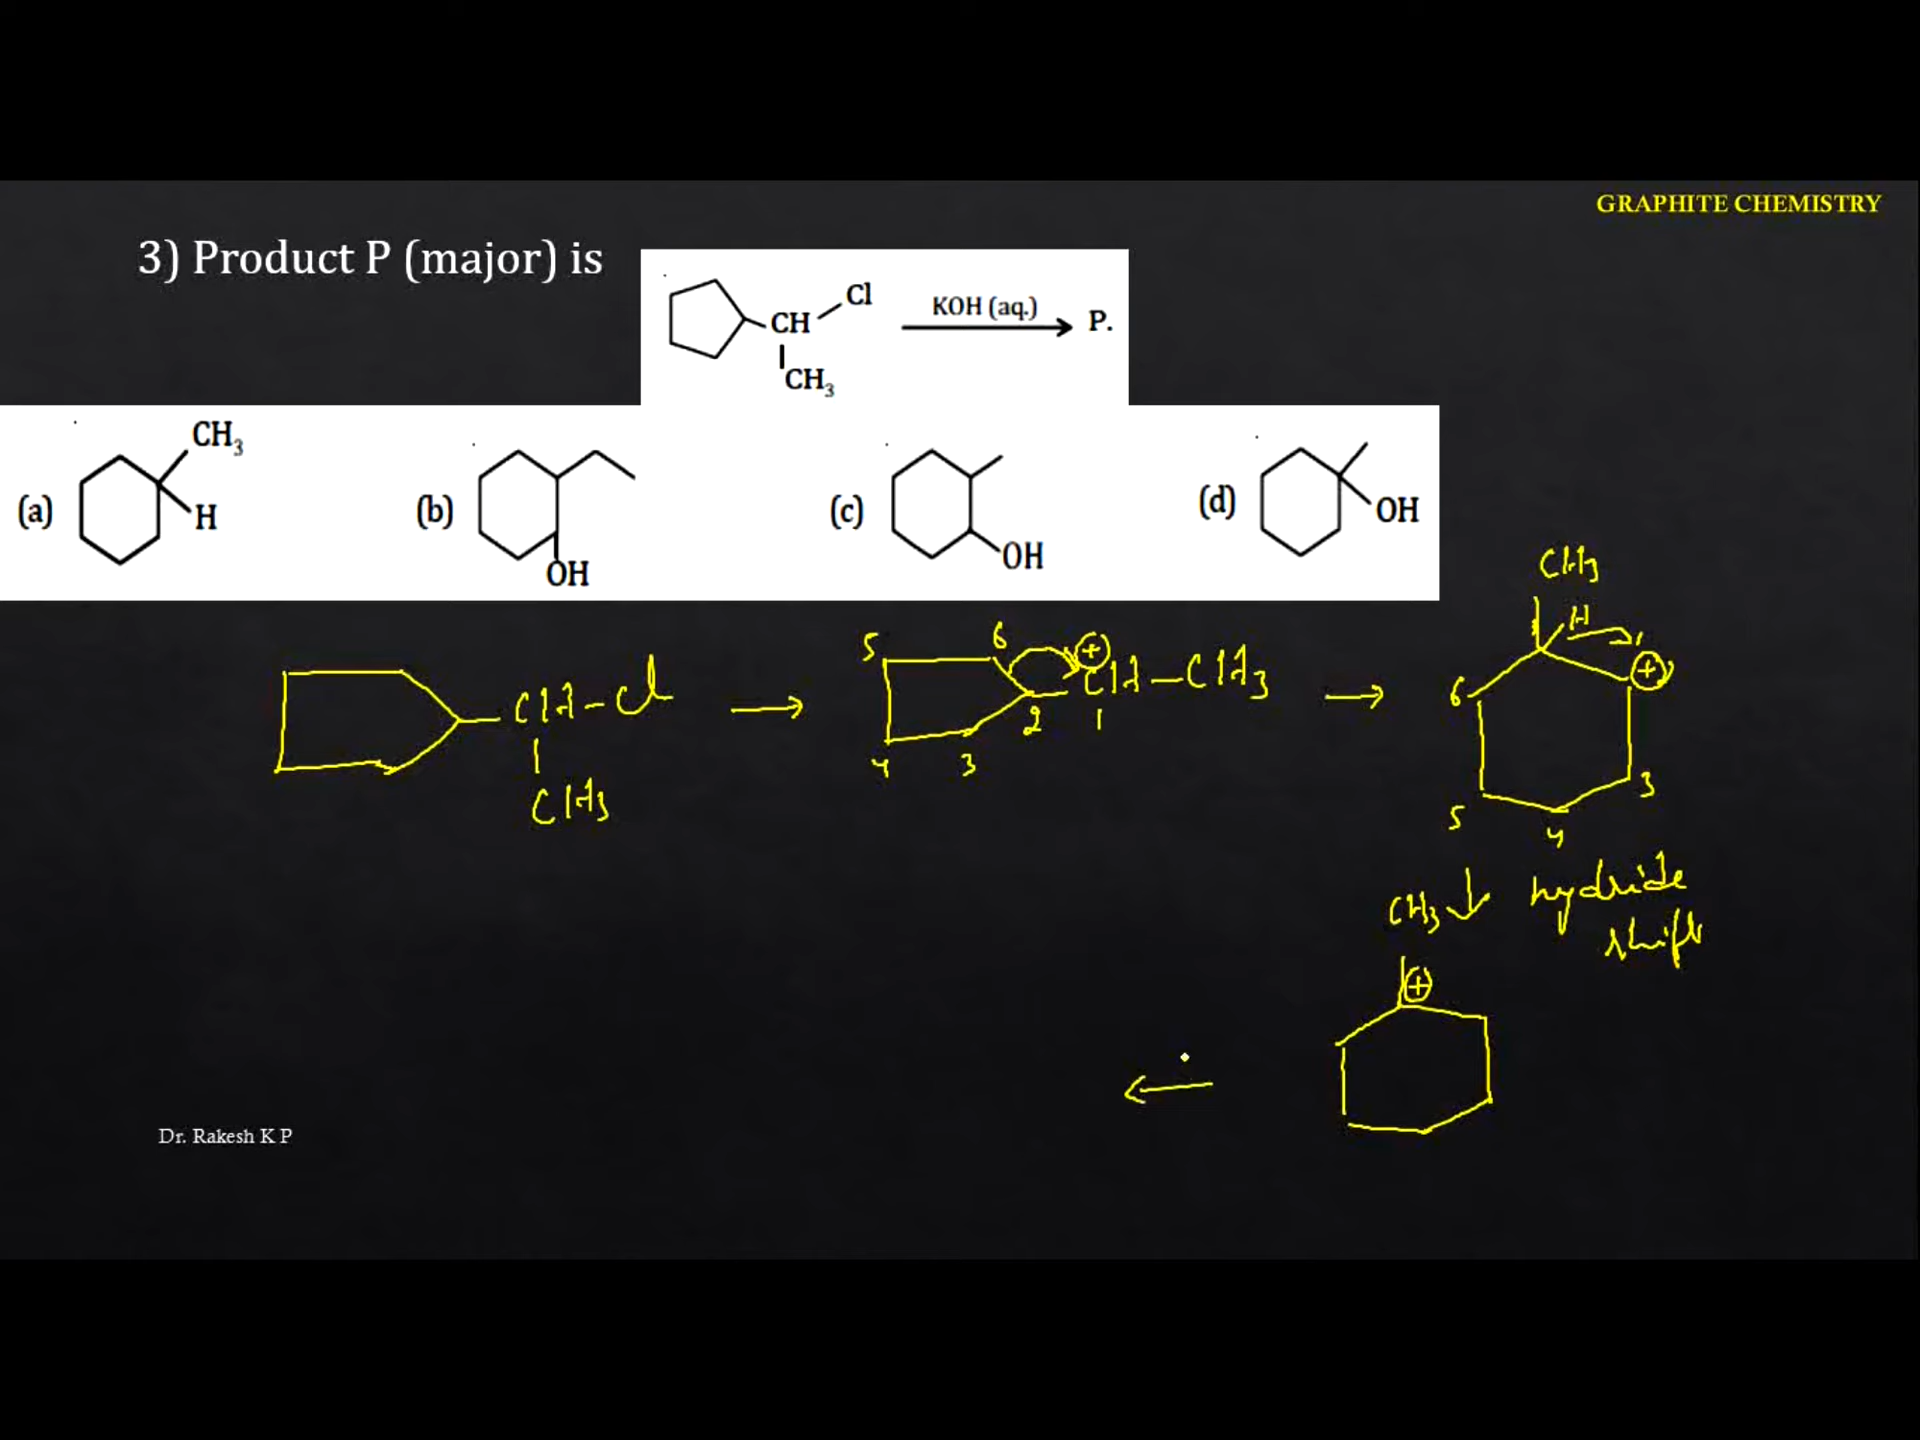 GRAPHITE CHEMISTRY
3) Product P (major) is
Cl
CH
CH₃
KOH (aq.)
P.
(a)
CH₃
H
(b)
OH
(c)
OH
(d)
OH
CH–Cl
CH₃
5
6
⊕
CH–CH₃
4
3
2
1
CH₃
H
1
⊕
6
5
4
3
CH₃
hydride
shift
⊕
Dr. Rakesh K P